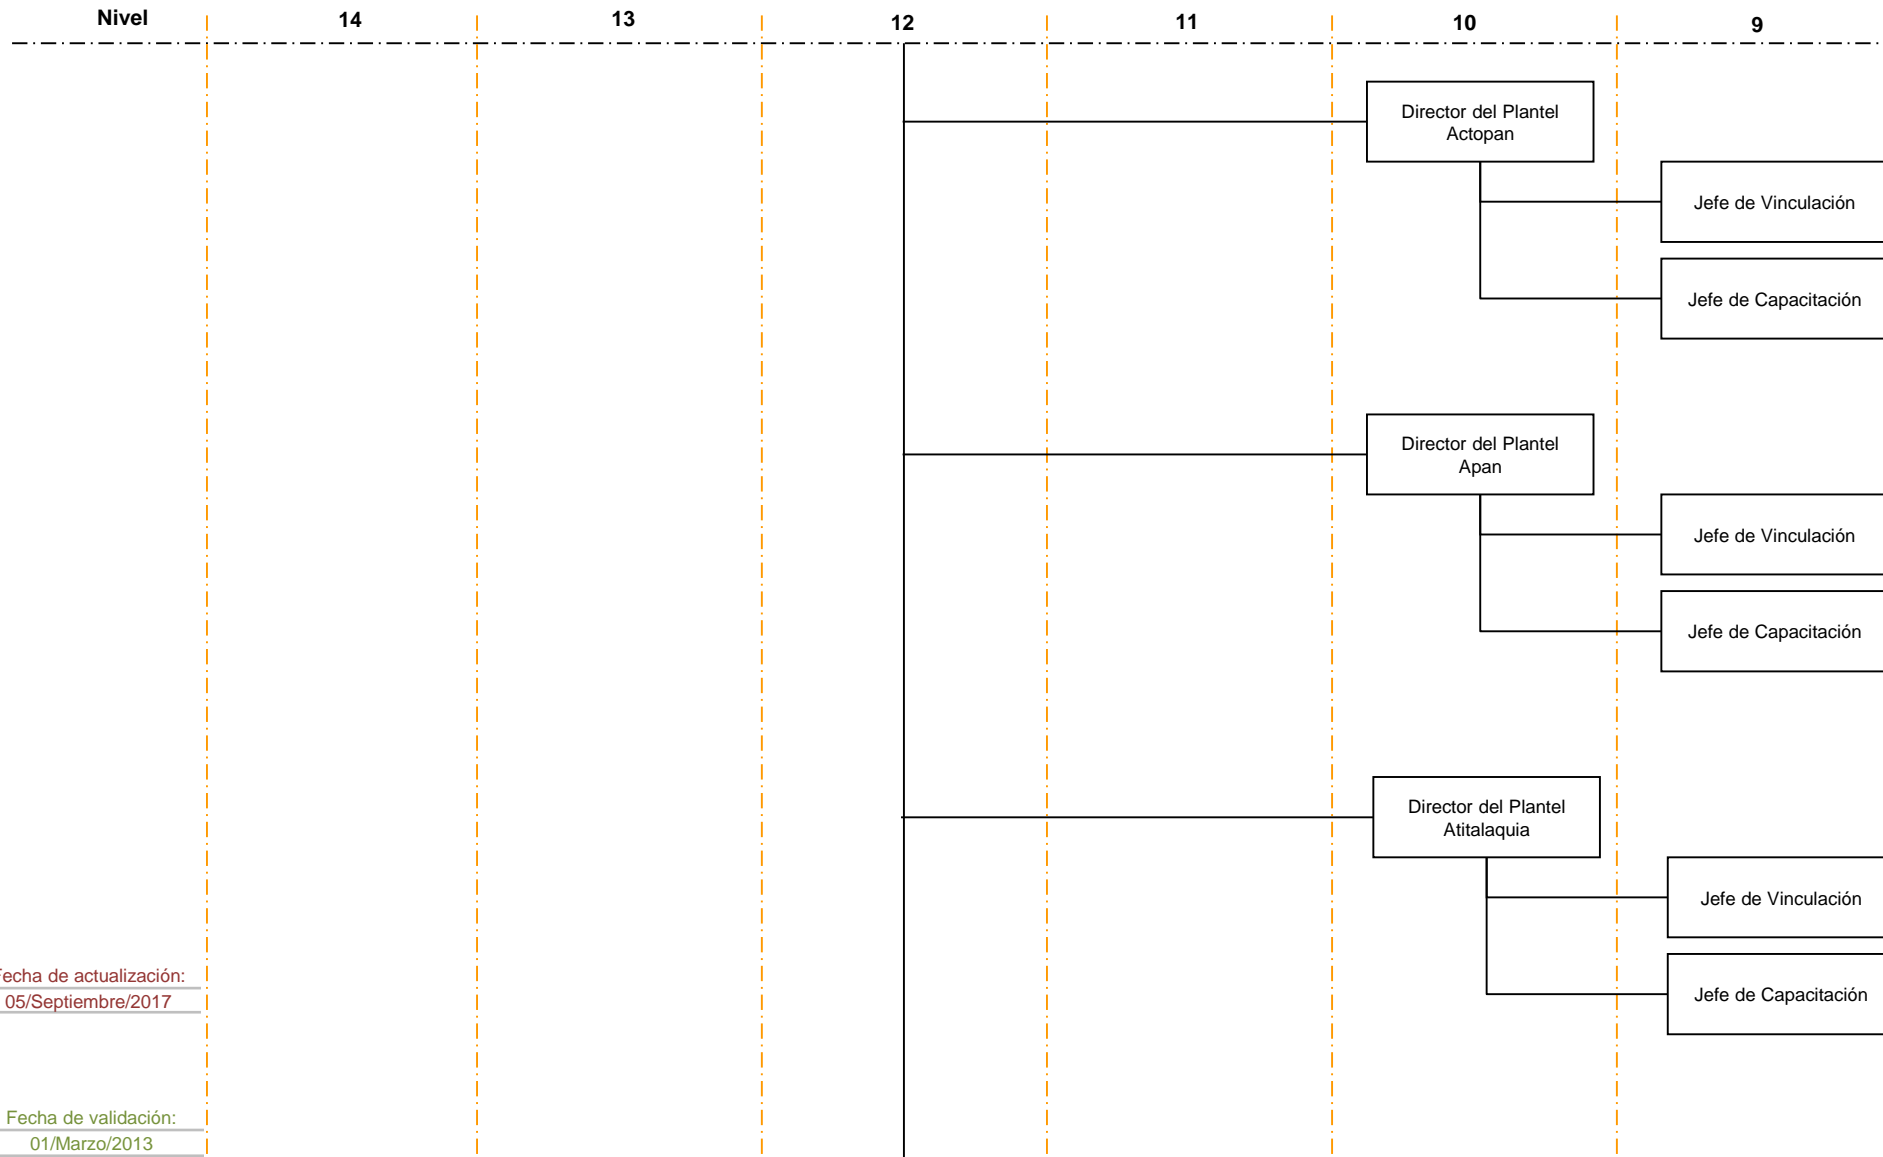 Nivel 14 13 12 11 10 9
Director del Plantel
Actopan
Jefe de Vinculación
Jefe de Capacitación
Director del Plantel
Apan
Jefe de Vinculación
Jefe de Capacitación
Director del Plantel
Atitalaquia
Jefe de Vinculación
Jefe de Capacitación
Fecha de actualización:
05/Septiembre/2017
Fecha de validación:
01/Marzo/2013